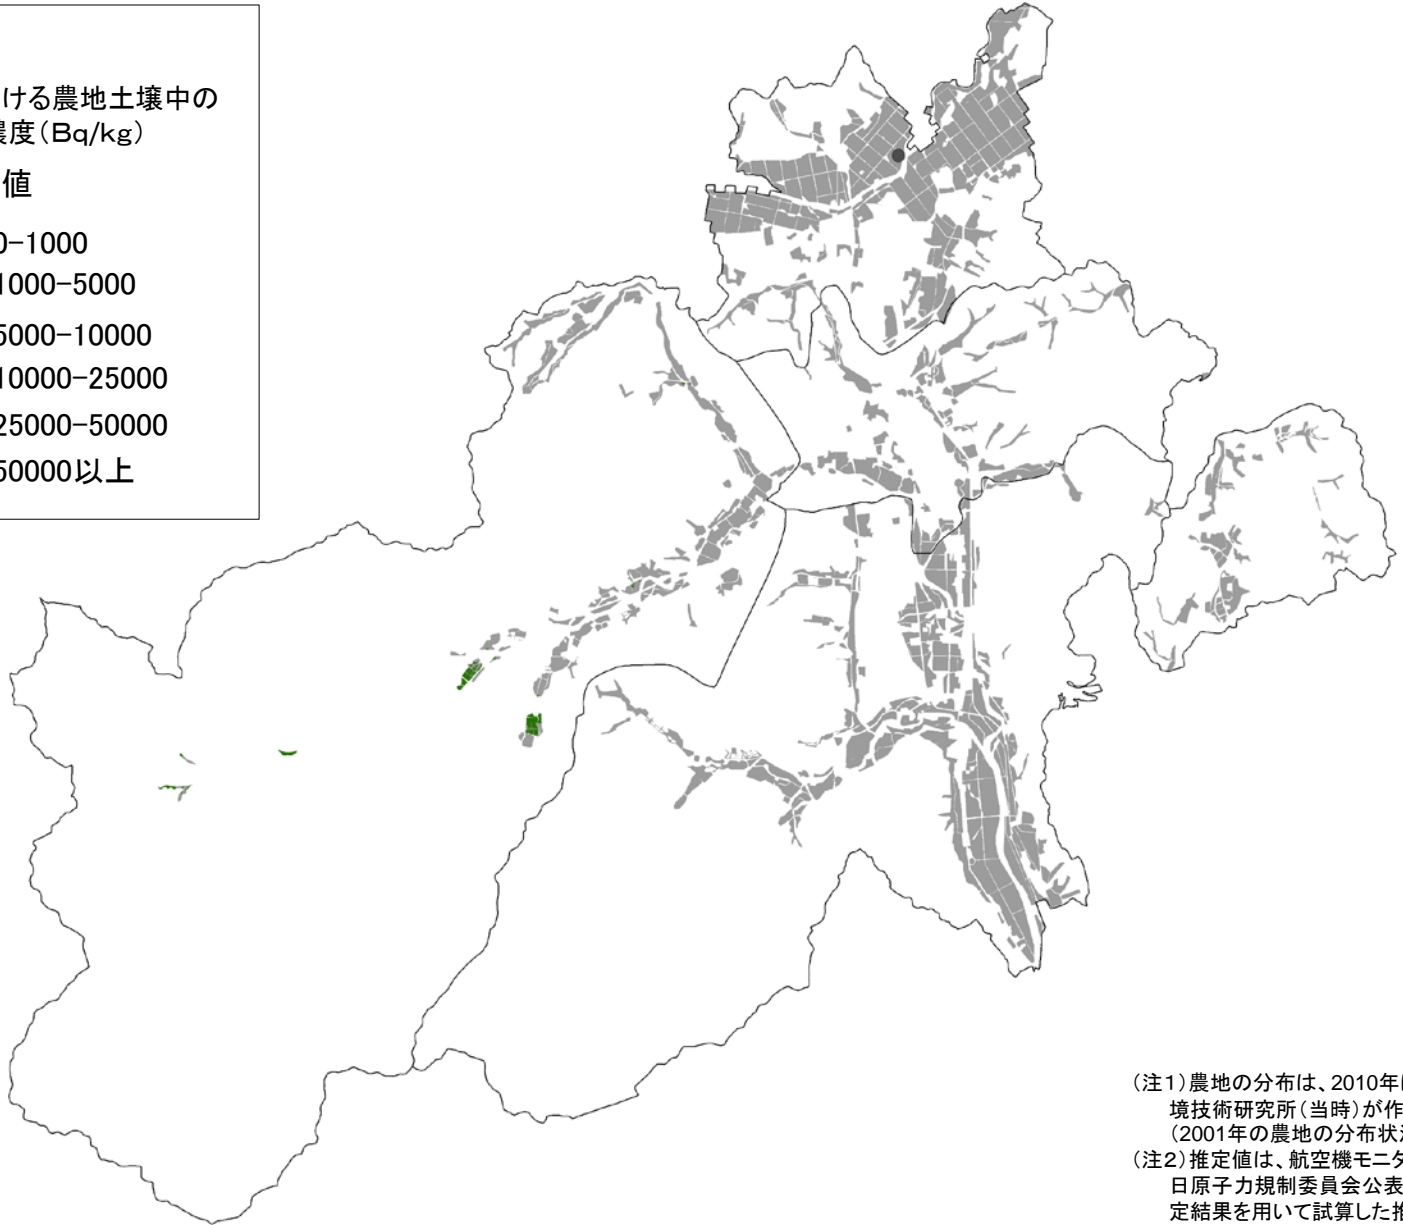 ける農地土壌中の
農度（Bq/kg）
値
0−1000
1000−5000
5000−10000
10000−25000
25000−50000
50000以上
（注１）農地の分布は、2010年
境技術研究所（当時）が作
（2001年の農地の分布状
（注２）推定値は、航空機モニタ
日原子力規制委員会公表
定結果を用いて試算した推